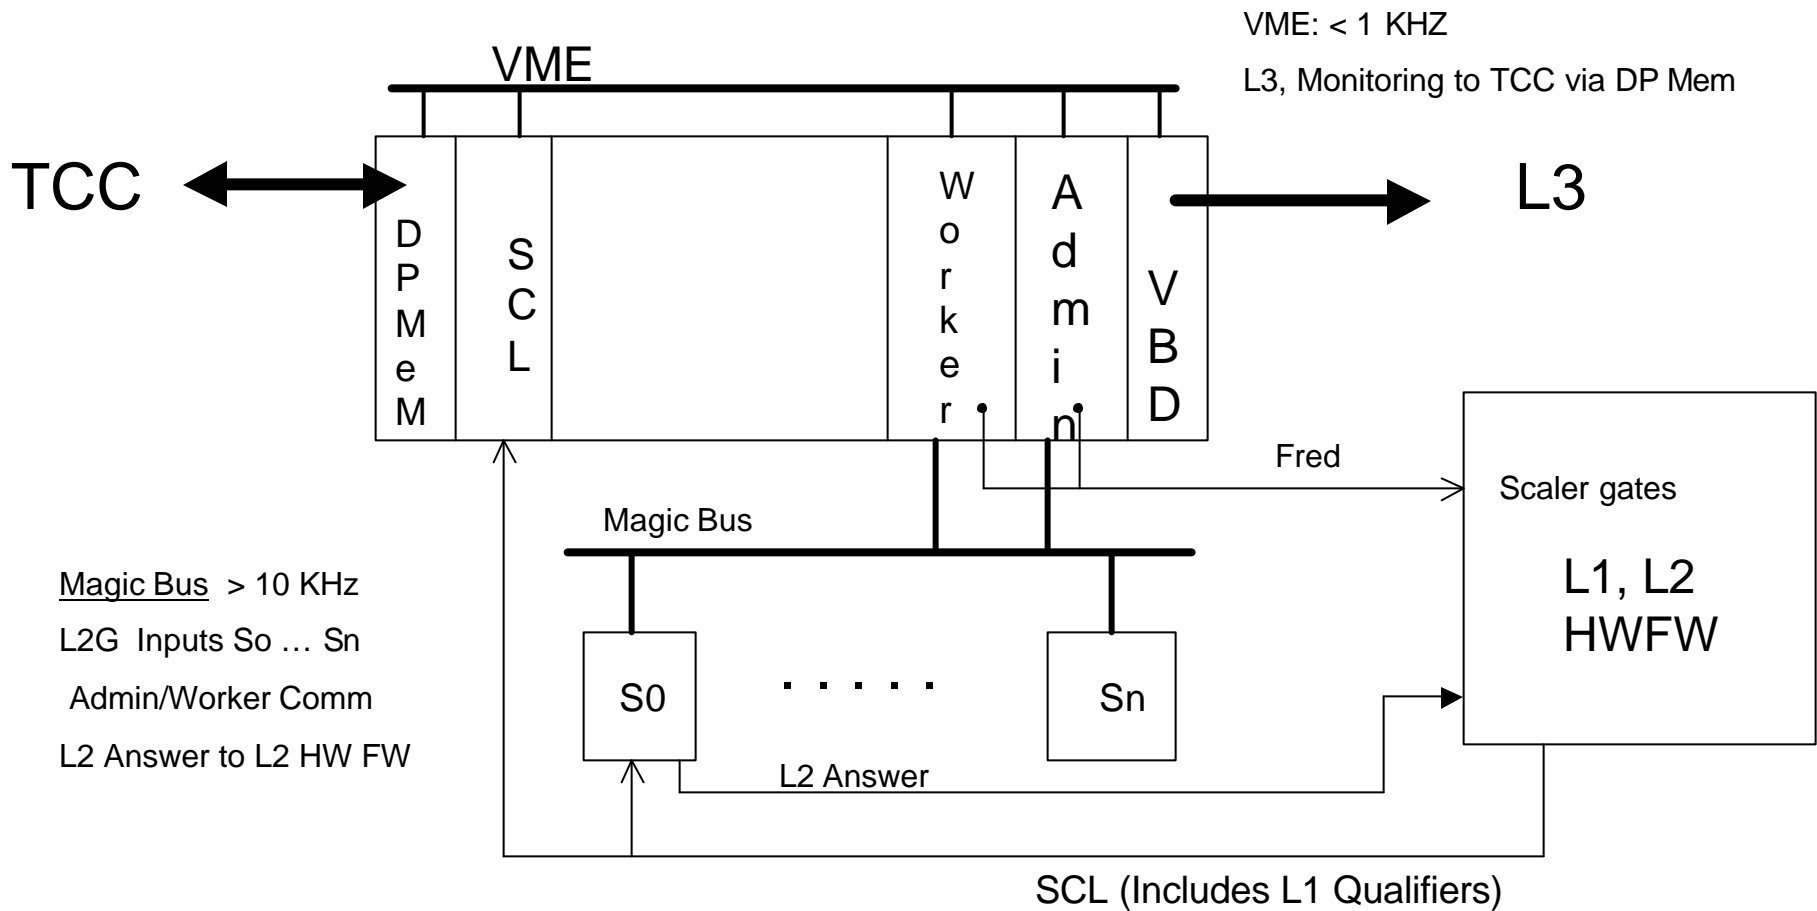 VME: < 1 KHZ
VME
L3, Monitoring to TCC via DP Mem
TCC
DPMeM
SCL
Worker
Admin
VBD
L3
Fred
Scaler gates
Magic Bus
L1, L2
HWFW
Magic Bus > 10 KHz
L2G Inputs So … Sn
Admin/Worker Comm
L2 Answer to L2 HW FW
S0
. . . . .
Sn
L2 Answer
SCL (Includes L1 Qualifiers)